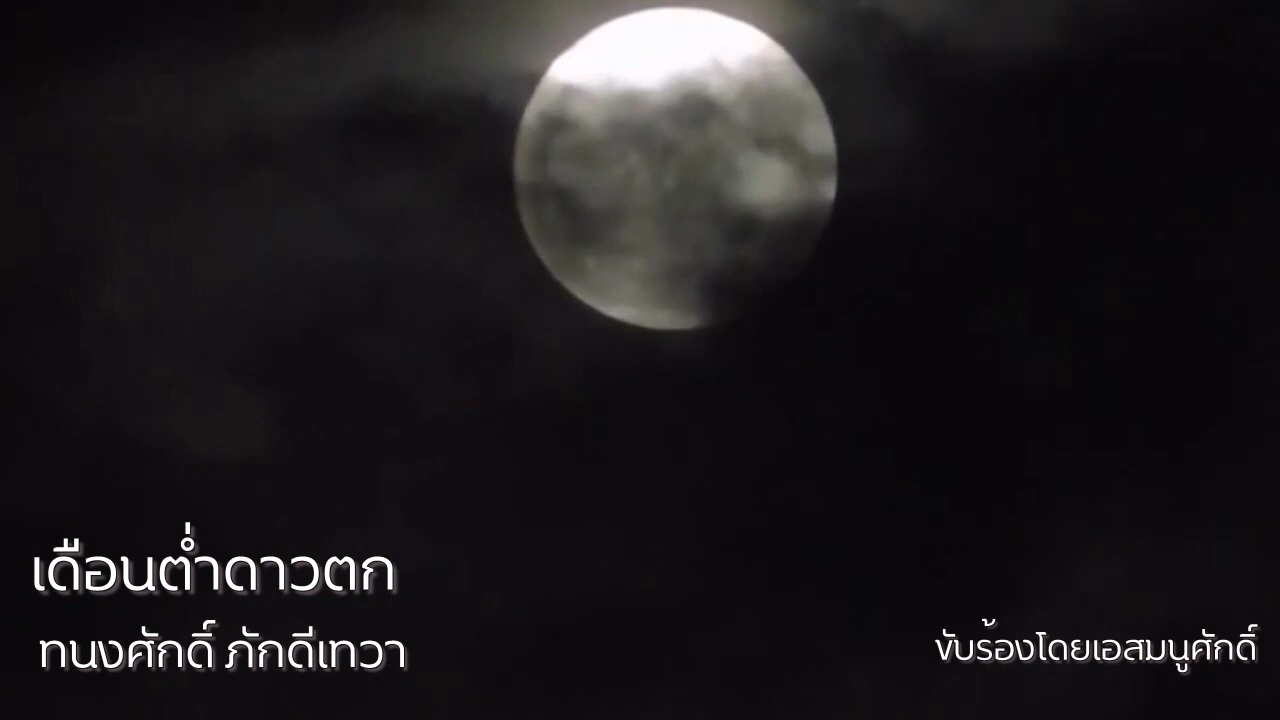 เดือนต่ำดาวตก
ทนงศักดิ์ ภักดีเทวา
ขับร้องโดยเอสมนูศักดิ์